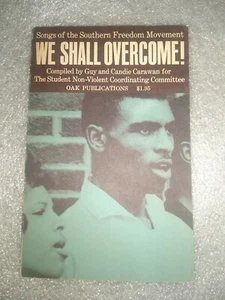 Songs of the Southern Freedom Movement
WE SHALL OVERCOME!
Compiled by Guy and Candie Carawan for
The Student Non-Violent Coordinating Committee
OAK PUBLICATIONS $1.95